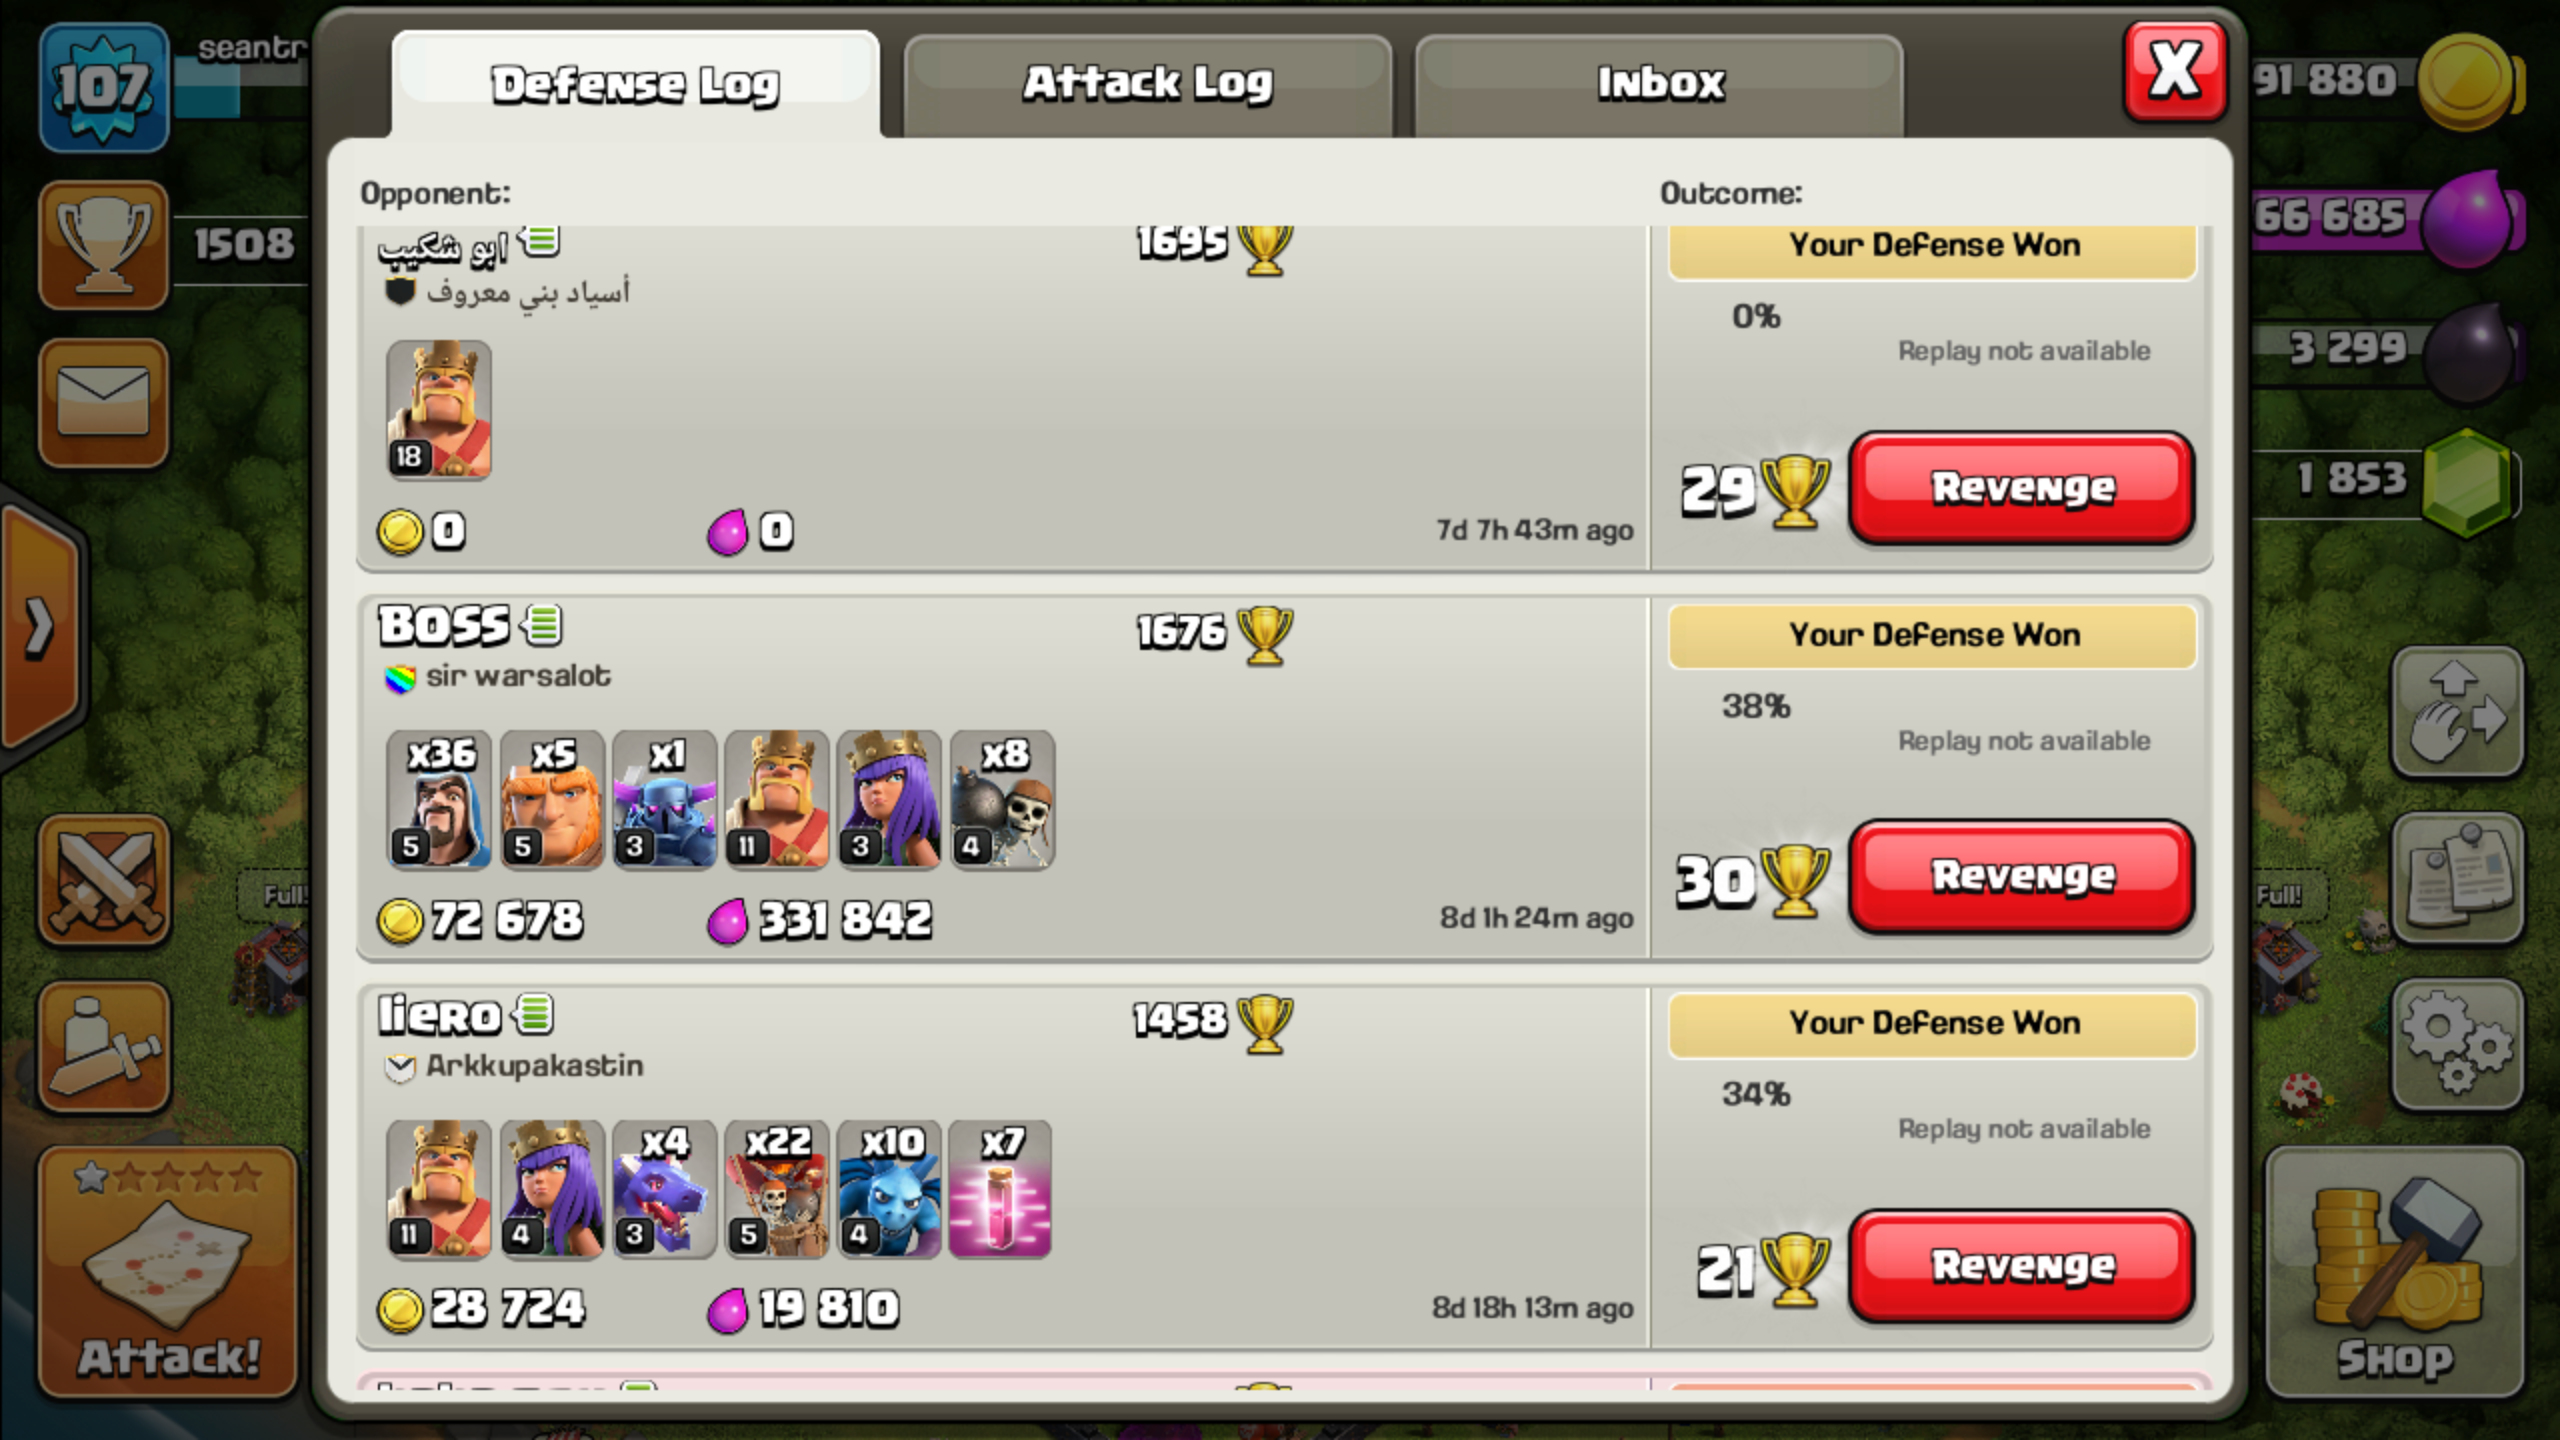 107
seantr
1508
Defense Log
Attack Log
Inbox
X
91 880
66 685
3 299
1 853
Opponent:
Outcome:
ابو شكيب
1695
أسياد بني معروف
18
0
0
7d 7h 43m ago
Your Defense Won
0%
Replay not available
29
Revenge
BOSS
1676
sir warsalot
x36
x5
x1
x8
5
5
3
11
3
4
72 678
331 842
8d 1h 24m ago
Your Defense Won
38%
Replay not available
30
Revenge
liero
1458
Arkkupakastin
x4
x22
x10
x7
11
4
3
5
4
28 724
19 810
8d 18h 13m ago
Your Defense Won
34%
Replay not available
21
Revenge
Full!
Full!
Attack!
Shop